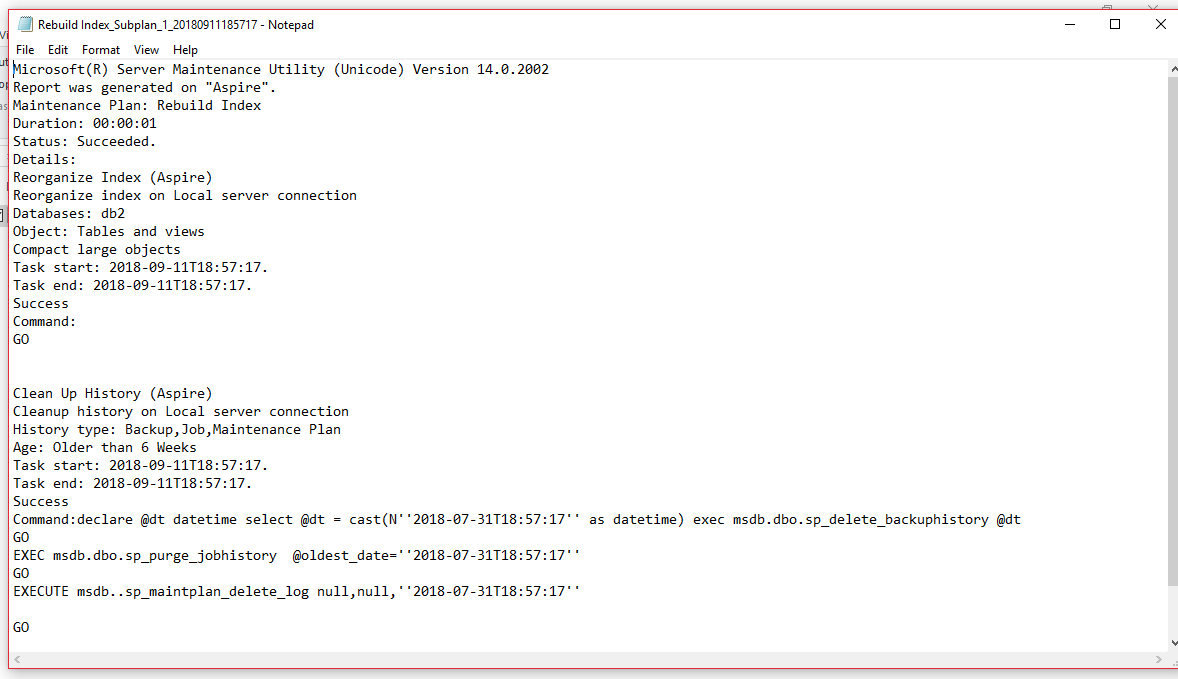 Rebuild Index_Subplan_1_20180911185717 - Notepad
File Edit Format View Help
Microsoft(R) Server Maintenance Utility (Unicode) Version 14.0.2002
Report was generated on "Aspire".
Maintenance Plan: Rebuild Index
Duration: 00:00:01
Status: Succeeded.
Details:
Reorganize Index (Aspire)
Reorganize index on Local server connection
Databases: db2
Object: Tables and views
Compact large objects
Task start: 2018-09-11T18:57:17.
Task end: 2018-09-11T18:57:17.
Success
Command:
GO
Clean Up History (Aspire)
Cleanup history on Local server connection
History type: Backup,Job,Maintenance Plan
Age: Older than 6 Weeks
Task start: 2018-09-11T18:57:17.
Task end: 2018-09-11T18:57:17.
Success
Command:declare @dt datetime select @dt = cast(N''2018-07-31T18:57:17'' as datetime) exec msdb.dbo.sp_delete_backuphistory @dt
GO
EXEC msdb.dbo.sp_purge_jobhistory  @oldest_date=''2018-07-31T18:57:17''
GO
EXECUTE msdb..sp_maintplan_delete_log null,null,''2018-07-31T18:57:17''
GO